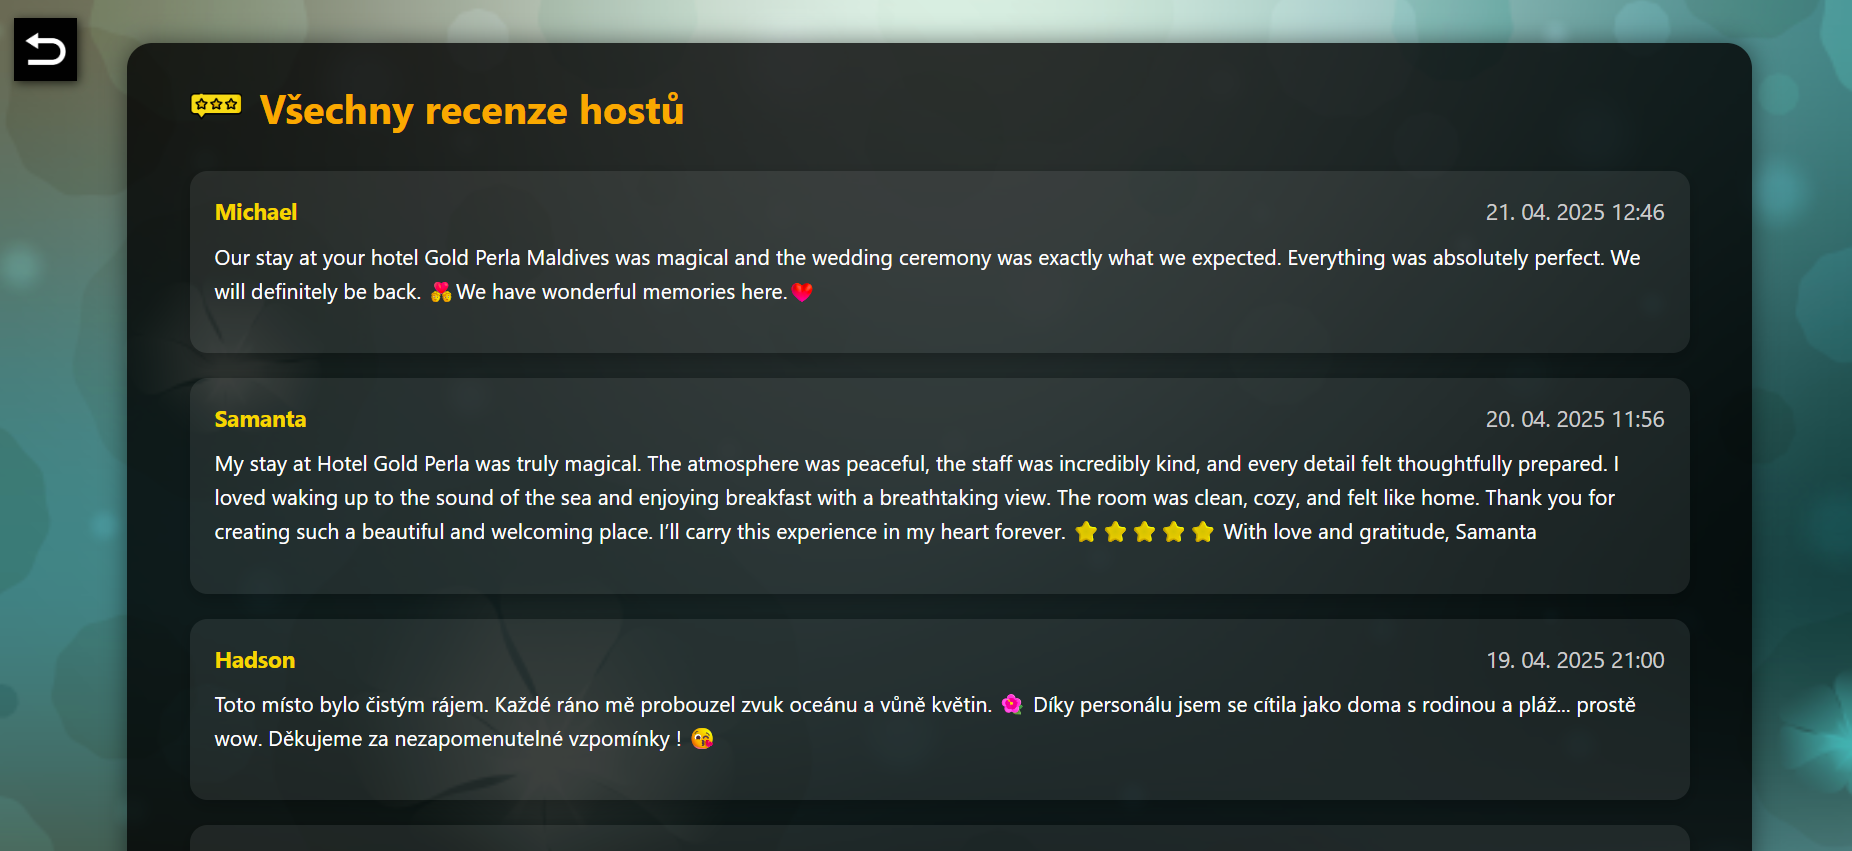 Všechny recenze hostů
Michael
21. 04. 2025 12:46
Our stay at your hotel Gold Perla Maldives was magical and the wedding ceremony was exactly what we expected. Everything was absolutely perfect. We
will definitely be back. 💏We have wonderful memories here.❤️
Samanta
20. 04. 2025 11:56
My stay at Hotel Gold Perla was truly magical. The atmosphere was peaceful, the staff was incredibly kind, and every detail felt thoughtfully prepared. I
loved waking up to the sound of the sea and enjoying breakfast with a breathtaking view. The room was clean, cozy, and felt like home. Thank you for
creating such a beautiful and welcoming place. I’ll carry this experience in my heart forever. ⭐⭐⭐⭐⭐ With love and gratitude, Samanta
Hadson
19. 04. 2025 21:00
Toto místo bylo čistým rájem. Každé ráno mě probouzel zvuk oceánu a vůně květin. 🌺 Díky personálu jsem se cítila jako doma s rodinou a pláž... prostě
wow. Děkujeme za nezapomenutelné vzpomínky ! 😘